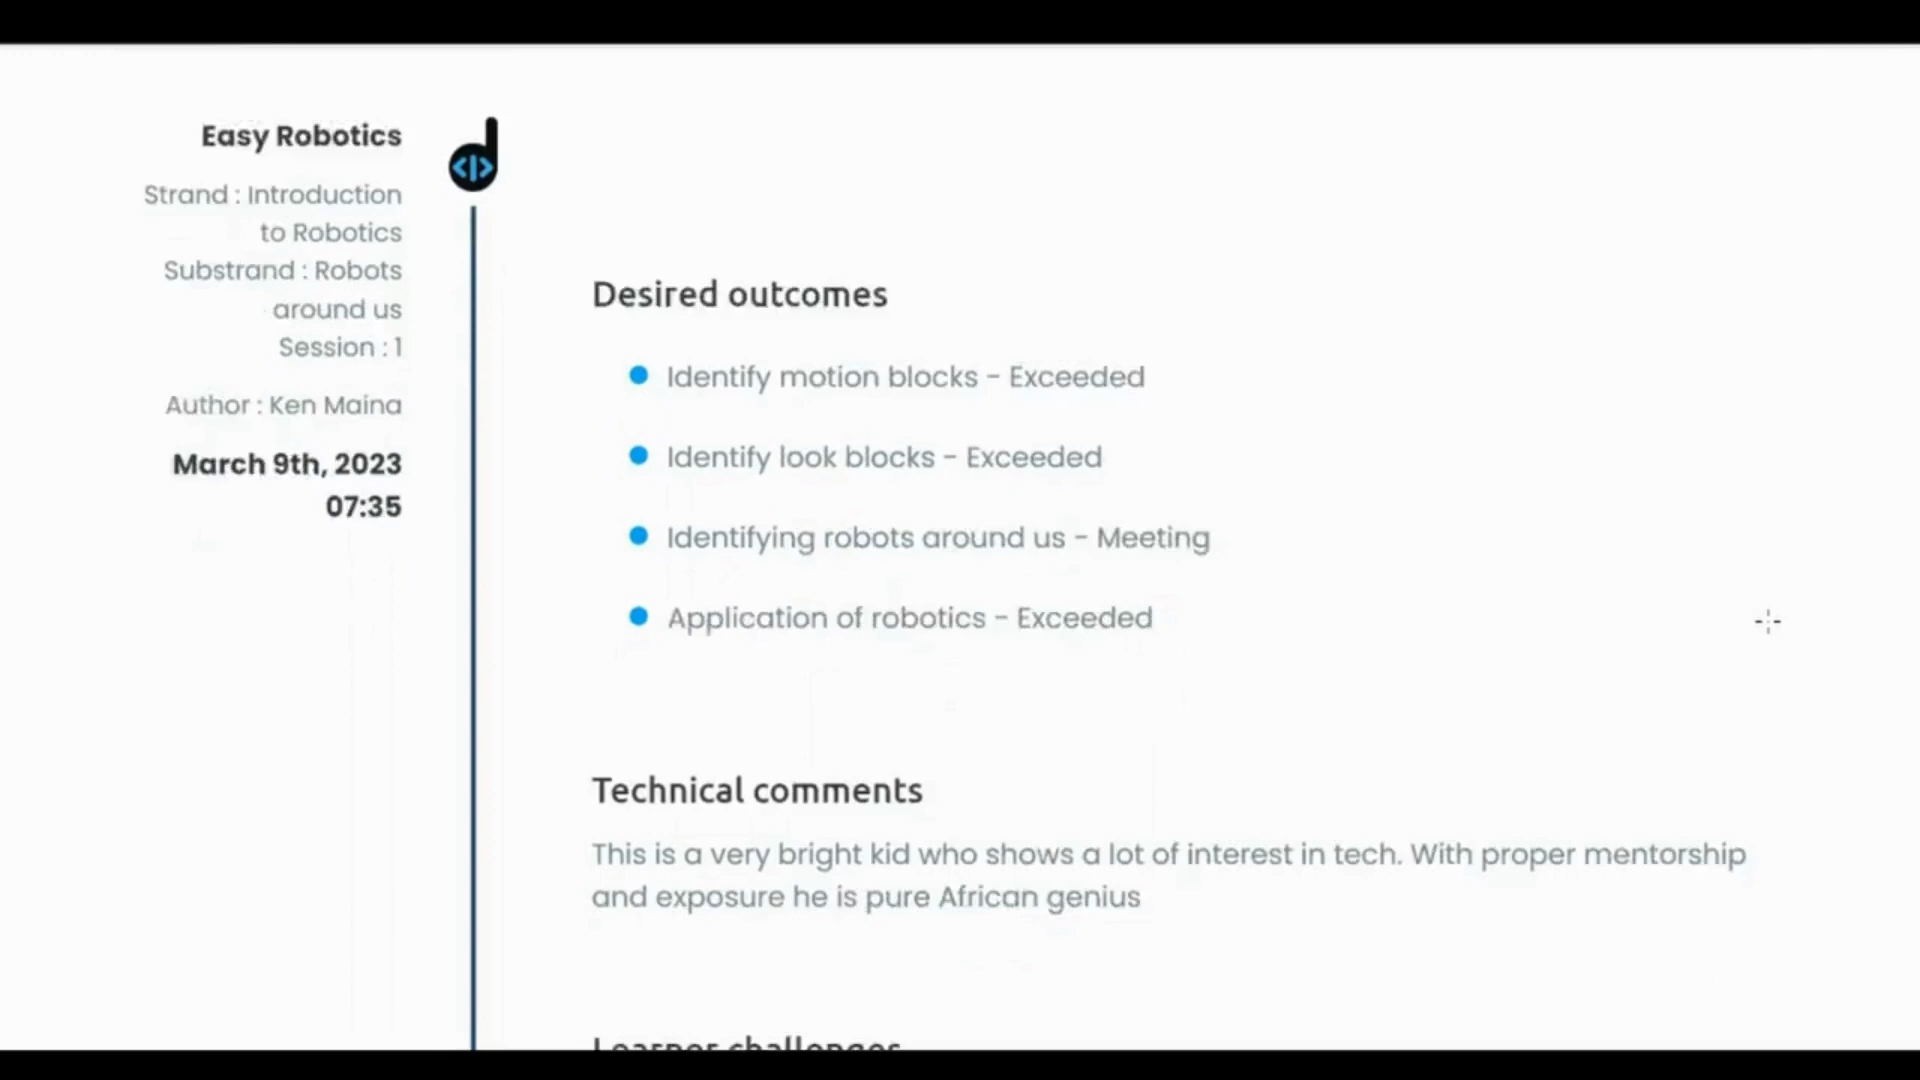 Easy Robotics
Strand : Introduction
to Robotics
Substrand : Robots
around us
Session : 1
Author : Ken Maina
March 9th, 2023
07:35
Desired outcomes
Identify motion blocks - Exceeded
Identify look blocks - Exceeded
Identifying robots around us - Meeting
Application of robotics - Exceeded
Technical comments
This is a very bright kid who shows a lot of interest in tech. With proper mentorship
and exposure he is pure African genius
Learner challenges